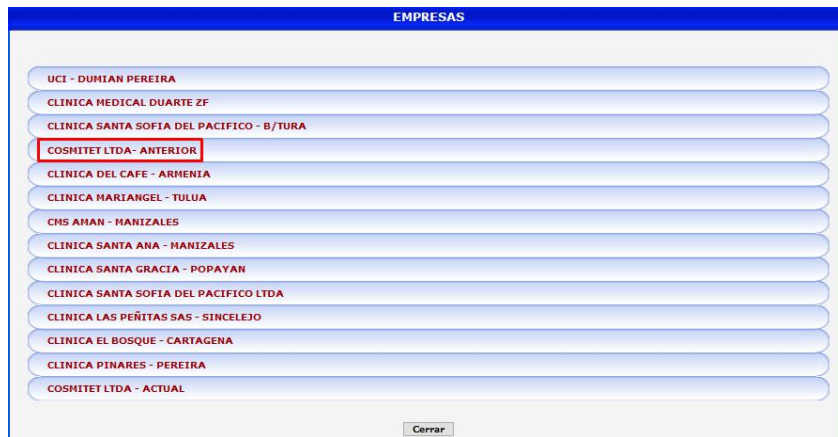 EMPRESAS
UCI - DUMIAN PEREIRA
CLINICA MEDICAL DUARTE ZF
CLINICA SANTA SOFIA DEL PACIFICO - B/TURA
COSMITET LTDA- ANTERIOR
CLINICA DEL CAFE - ARMENIA
CLINICA MARIANGEL - TULUA
CMS AMAN - MANIZALES
CLINICA SANTA ANA - MANIZALES
CLINICA SANTA GRACIA - POPAYAN
CLINICA SANTA SOFIA DEL PACIFICO LTDA
CLINICA LAS PEÑITAS SAS - SINCELEJO
CLINICA EL BOSQUE - CARTAGENA
CLINICA PINARES - PEREIRA
COSMITET LTDA - ACTUAL
Cerrar